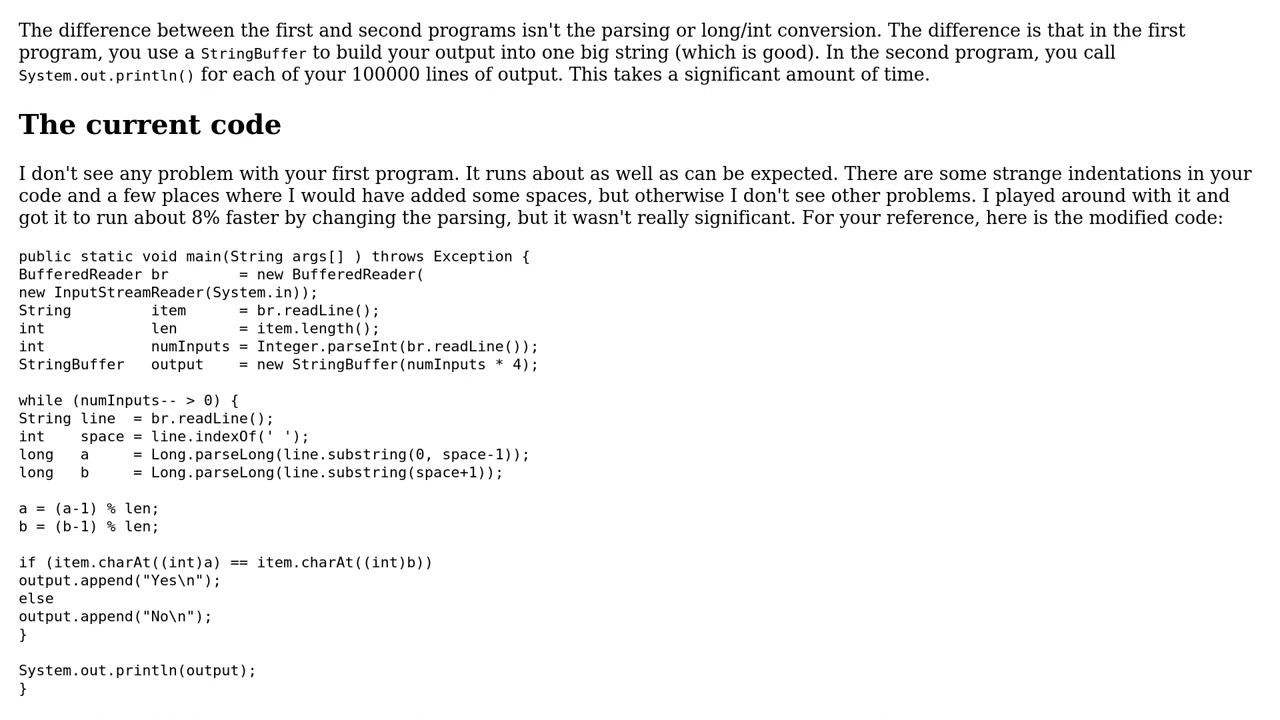 The difference between the first and second programs isn't the parsing or long/int conversion. The difference is that in the first
program, you use a StringBuffer to build your output into one big string (which is good). In the second program, you call
System.out.println() for each of your 100000 lines of output. This takes a significant amount of time.
The current code
I don't see any problem with your first program. It runs about as well as can be expected. There are some strange indentations in your
code and a few places where I would have added some spaces, but otherwise I don't see other problems. I played around with it and
got it to run about 8% faster by changing the parsing, but it wasn't really significant. For your reference, here is the modified code:
public static void main(String args[] ) throws Exception {
BufferedReader br        = new BufferedReader(
new InputStreamReader(System.in));
String         item      = br.readLine();
int            len       = item.length();
int            numInputs = Integer.parseInt(br.readLine());
StringBuffer   output    = new StringBuffer(numInputs * 4);

while (numInputs-- > 0) {
String line  = br.readLine();
int    space = line.indexOf(' ');
long   a     = Long.parseLong(line.substring(0, space-1));
long   b     = Long.parseLong(line.substring(space+1));

a = (a-1) % len;
b = (b-1) % len;

if (item.charAt((int)a) == item.charAt((int)b))
output.append("Yes\n");
else
output.append("No\n");
}

System.out.println(output);
}